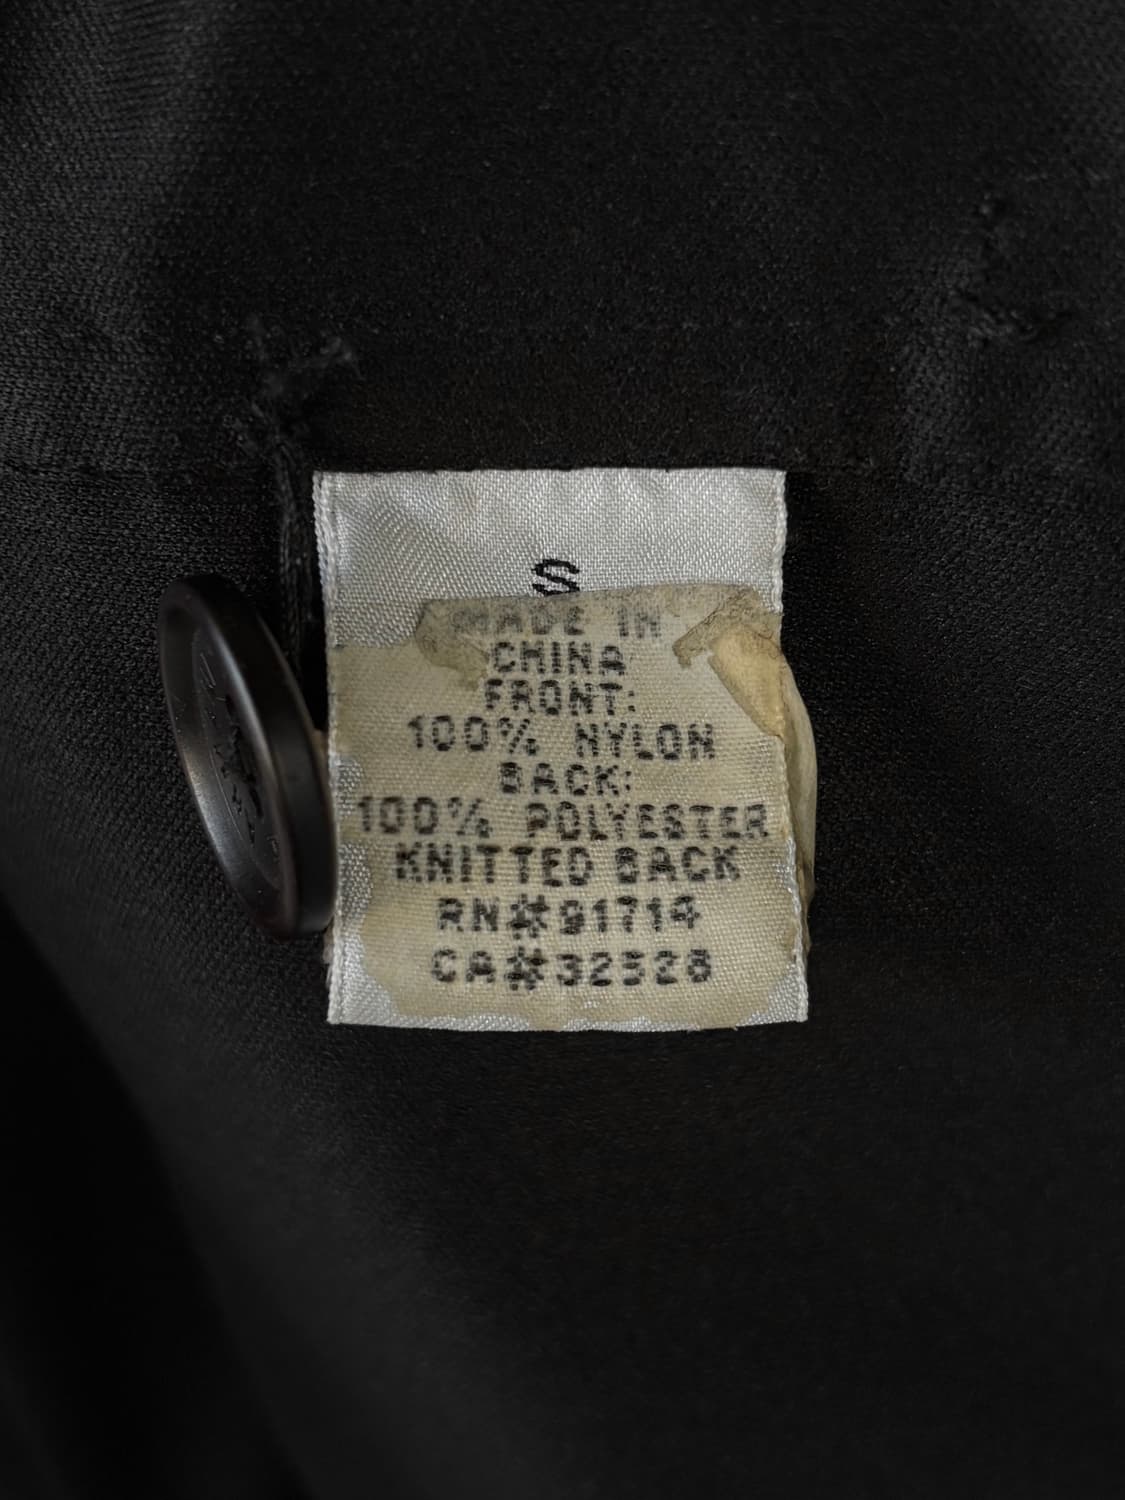 S
MADE IN
CHINA
FRONT:
100% NYLON
BACK:
100% POLYESTER
KNITTED BACK
RN#91714
CA#32528